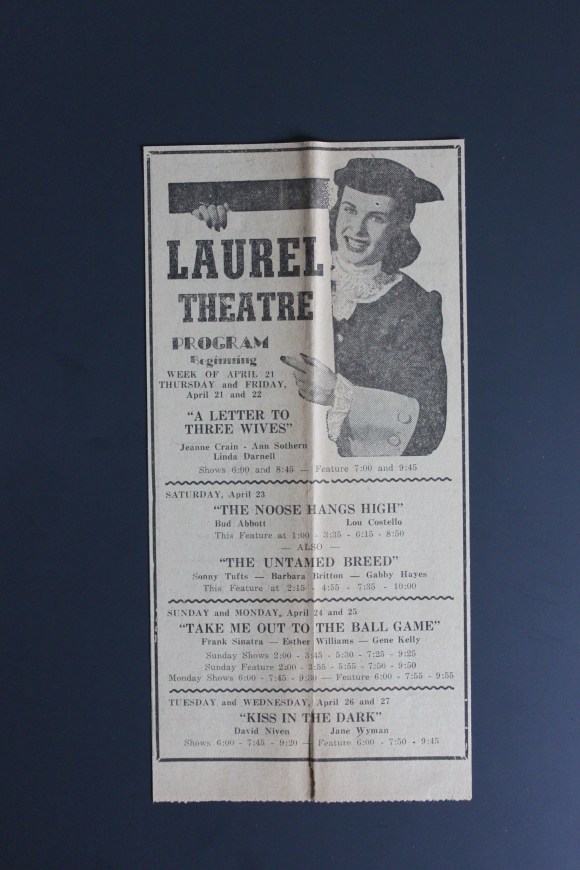 LAUREL
THEATRE
PROGRAM
Beginning
WEEK OF APRIL 21
THURSDAY and FRIDAY,
April 21 and 22
"A LETTER TO
THREE WIVES"
Jeanne Crain - Ann Sothern
Linda Darnell
Shows 6:00 and 8:45 — Feature 7:00 and 9:45
SATURDAY, April 23
"THE NOOSE HANGS HIGH"
Bud Abbott Lou Costello
This Feature at 1:00 - 3:35 - 6:15 - 8:50
— ALSO —
"THE UNTAMED BREED"
Sonny Tufts — Barbara Britton — Gabby Hayes
This Feature at 2:15 - 4:55 - 7:35 - 10:00
SUNDAY and MONDAY, April 24 and 25
"TAKE ME OUT TO THE BALL GAME"
Frank Sinatra — Esther Williams — Gene Kelly
Sunday Shows 2:00 - 3:45 - 5:30 - 7:25 - 9:25
Sunday Feature 2:00 - 3:55 - 5:55 - 7:50 - 9:50
Monday Shows 6:00 - 7:45 - 9:30 — Feature 6:00 - 7:55 - 9:55
TUESDAY and WEDNESDAY, April 26 and 27
"KISS IN THE DARK"
David Niven Jane Wyman
Shows 6:00 - 7:45 - 9:20 — Feature 6:00 - 7:50 - 9:45